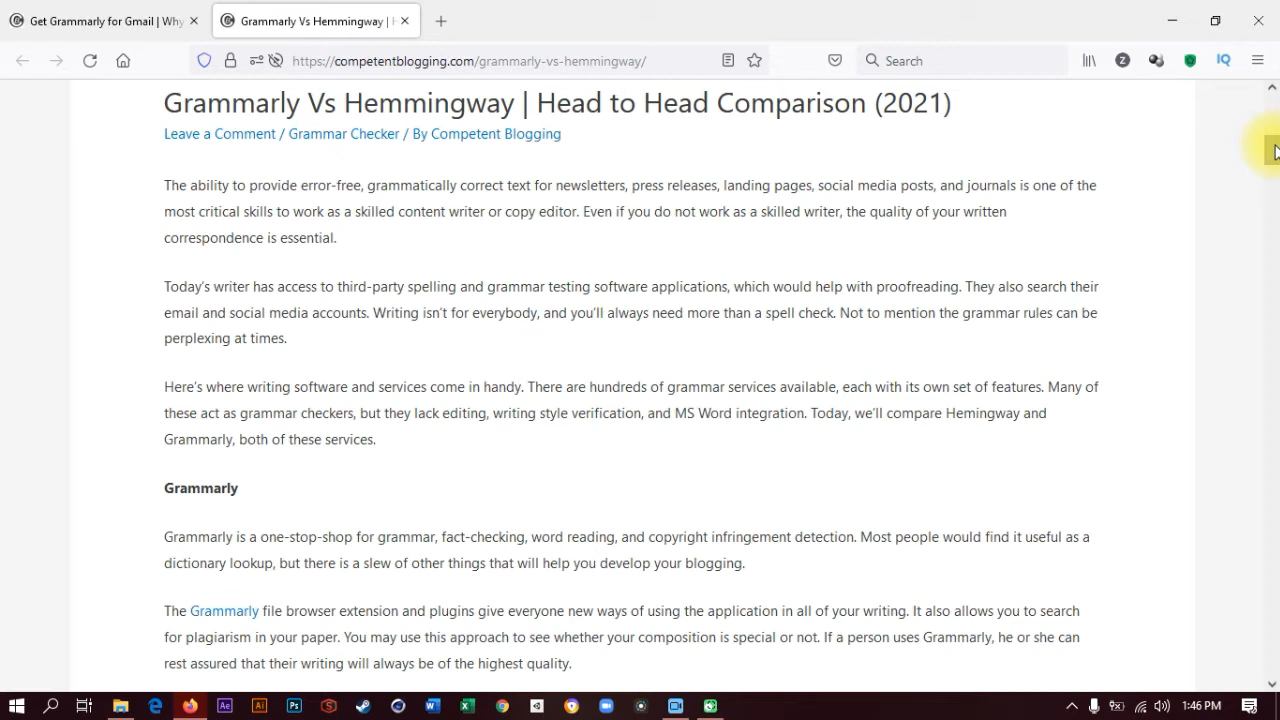 Get Grammarly for Gmail | Why
Grammarly Vs Hemmingway |
https://competentblogging.com/grammarly-vs-hemmingway/
Search
Grammarly Vs Hemmingway | Head to Head Comparison (2021)
Leave a Comment / Grammar Checker / By Competent Blogging
The ability to provide error-free, grammatically correct text for newsletters, press releases, landing pages, social media posts, and journals is one of the
most critical skills to work as a skilled content writer or copy editor. Even if you do not work as a skilled writer, the quality of your written
correspondence is essential.
Today's writer has access to third-party spelling and grammar testing software applications, which would help with proofreading. They also search their
email and social media accounts. Writing isn't for everybody, and you'll always need more than a spell check. Not to mention the grammar rules can be
perplexing at times.
Here's where writing software and services come in handy. There are hundreds of grammar services available, each with its own set of features. Many of
these act as grammar checkers, but they lack editing, writing style verification, and MS Word integration. Today, we'll compare Hemingway and
Grammarly, both of these services.
Grammarly
Grammarly is a one-stop-shop for grammar, fact-checking, word reading, and copyright infringement detection. Most people would find it useful as a
dictionary lookup, but there is a slew of other things that will help you develop your blogging.
The Grammarly file browser extension and plugins give everyone new ways of using the application in all of your writing. It also allows you to search
for plagiarism in your paper. You may use this approach to see whether your composition is special or not. If a person uses Grammarly, he or she can
rest assured that their writing will always be of the highest quality.
1:46 PM